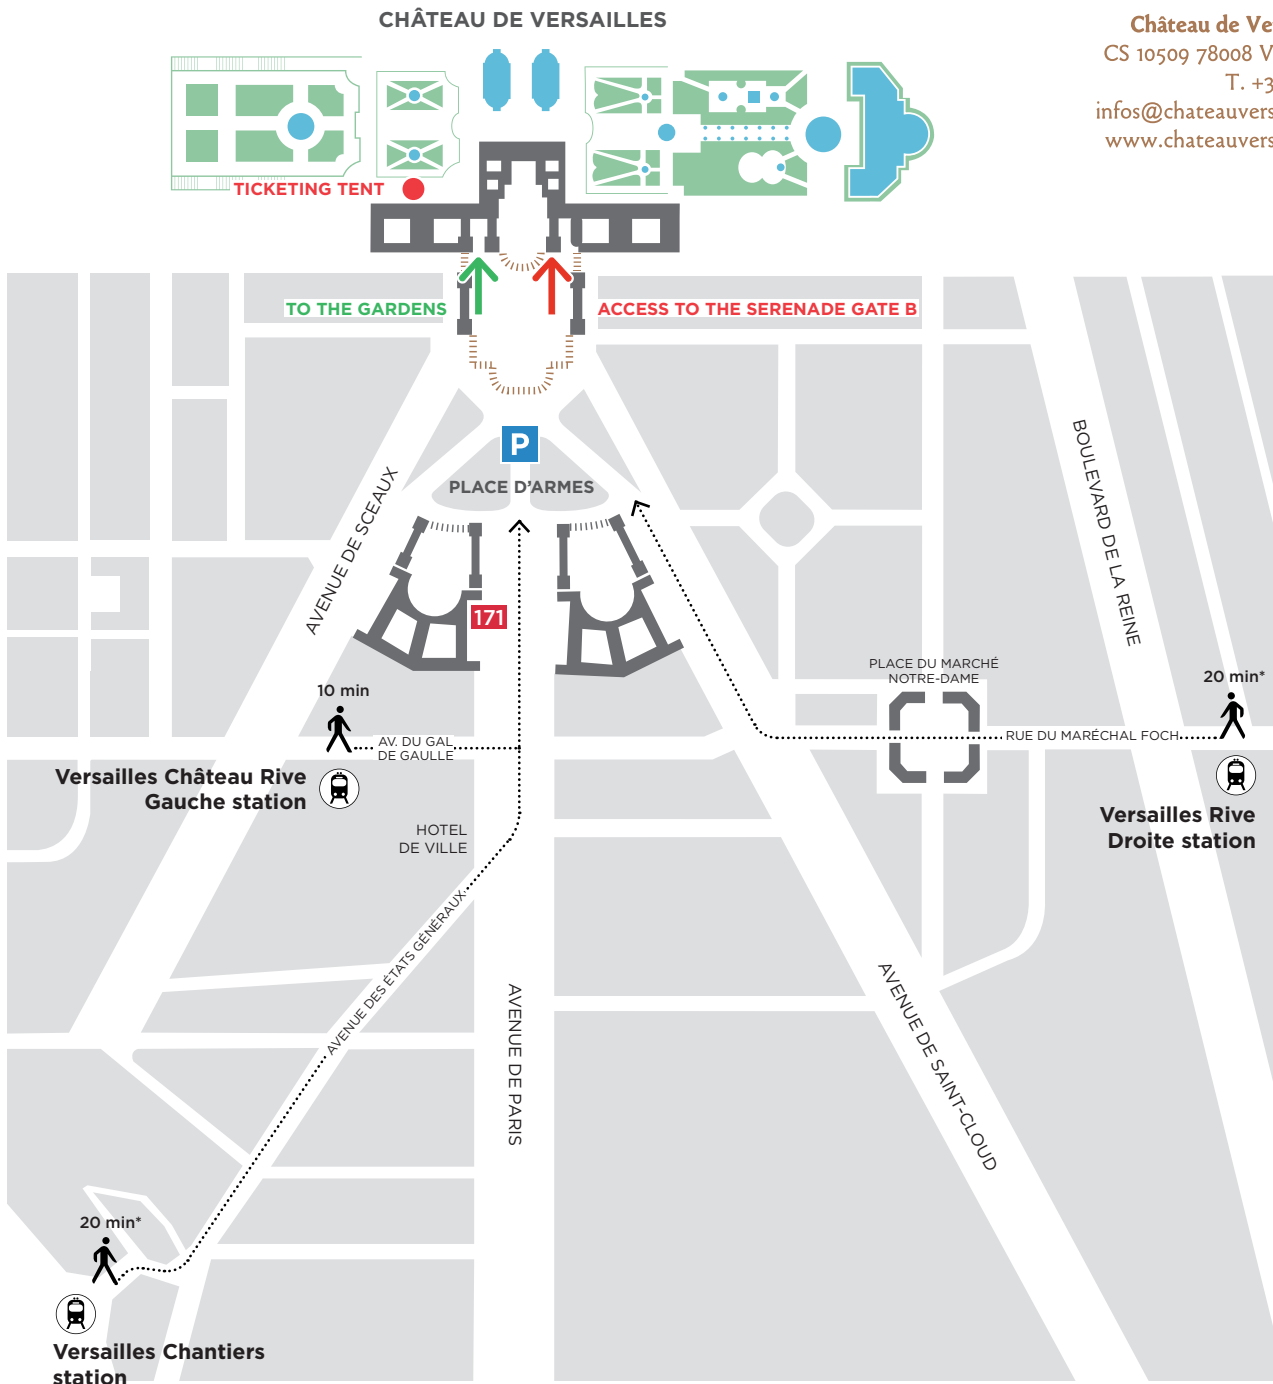 CHÂTEAU DE VERSAILLES
Château de Ve
CS 10509 78008 V
T. +3
infos@chateauvers
www.chateauvers
TICKETING TENT
TO THE GARDENS
ACCESS TO THE SERENADE GATE B
P
PLACE D'ARMES
AVENUE DE SCEAUX
BOULEVARD DE LA REINE
171
PLACE DU MARCHÉ
NOTRE-DAME
10 min
20 min*
AV. DU GAL
DE GAULLE
RUE DU MARÉCHAL FOCH
Versailles Château Rive
Gauche station
Versailles Rive
Droite station
HOTEL
DE VILLE
AVENUE DES ÉTATS GÉNÉRAUX
AVENUE DE PARIS
AVENUE DE SAINT-CLOUD
20 min*
Versailles Chantiers
station